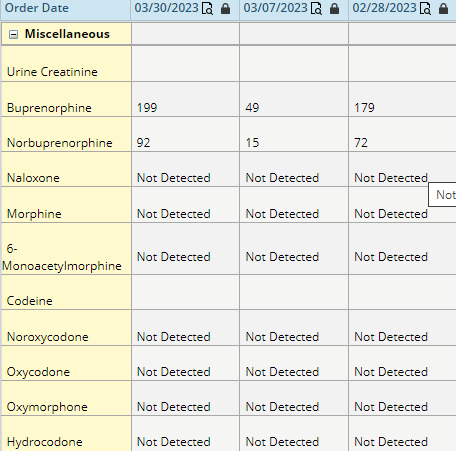 Order Date 03/30/2023 03/07/2023 02/28/2023
Miscellaneous
Urine Creatinine
Buprenorphine 199 49 179
Norbuprenorphine 92 15 72
Naloxone Not Detected Not Detected Not Detected
Not
Morphine Not Detected Not Detected Not Detected
6-
Monoacetylmorphine Not Detected Not Detected Not Detected
Codeine
Noroxycodone Not Detected Not Detected Not Detected
Oxycodone Not Detected Not Detected Not Detected
Oxymorphone Not Detected Not Detected Not Detected
Hydrocodone Not Detected Not Detected Not Detected